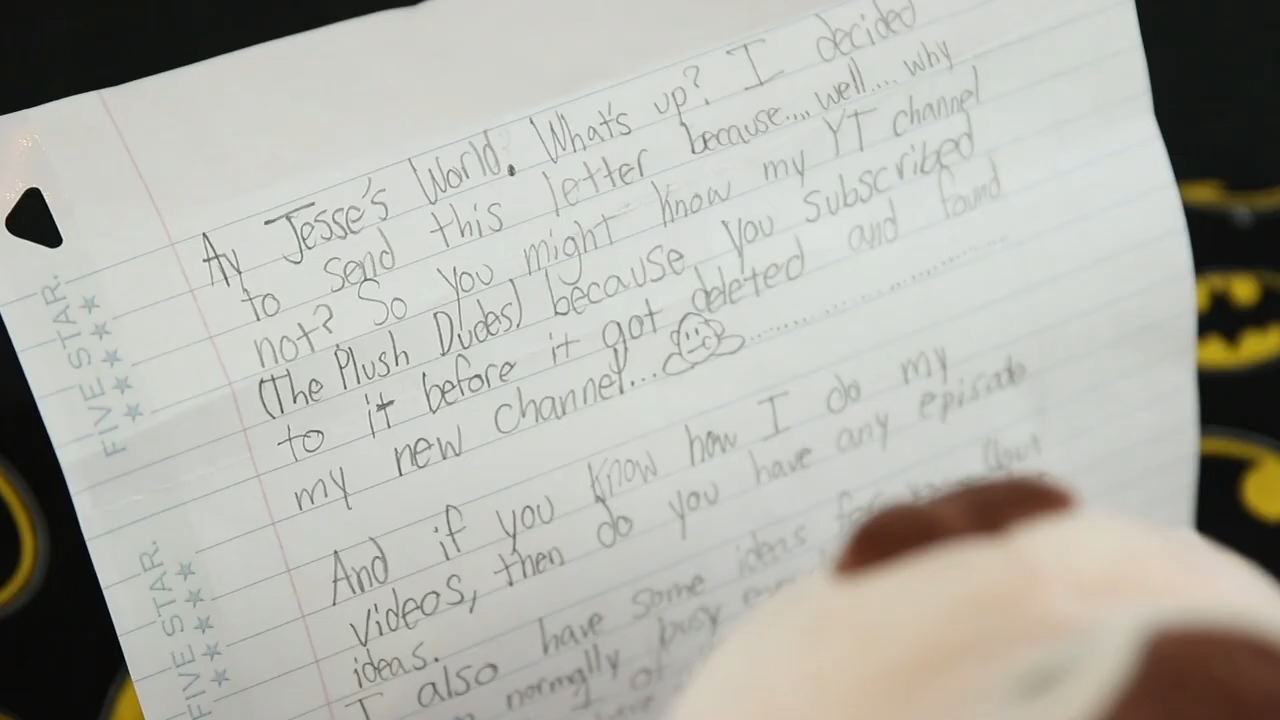 Ay Jesse's World. What's up? I decided
to send this letter because.... well.... why
not? So you might know my YT channel
(The Plush Dudes) because you subscribed
to it before it got deleted and found
my new channel...
And if you know how I do my
videos, then do you have any episode
ideas.
I also have some ideas for
normally busy
FIVE STAR.
FIVE STAR.